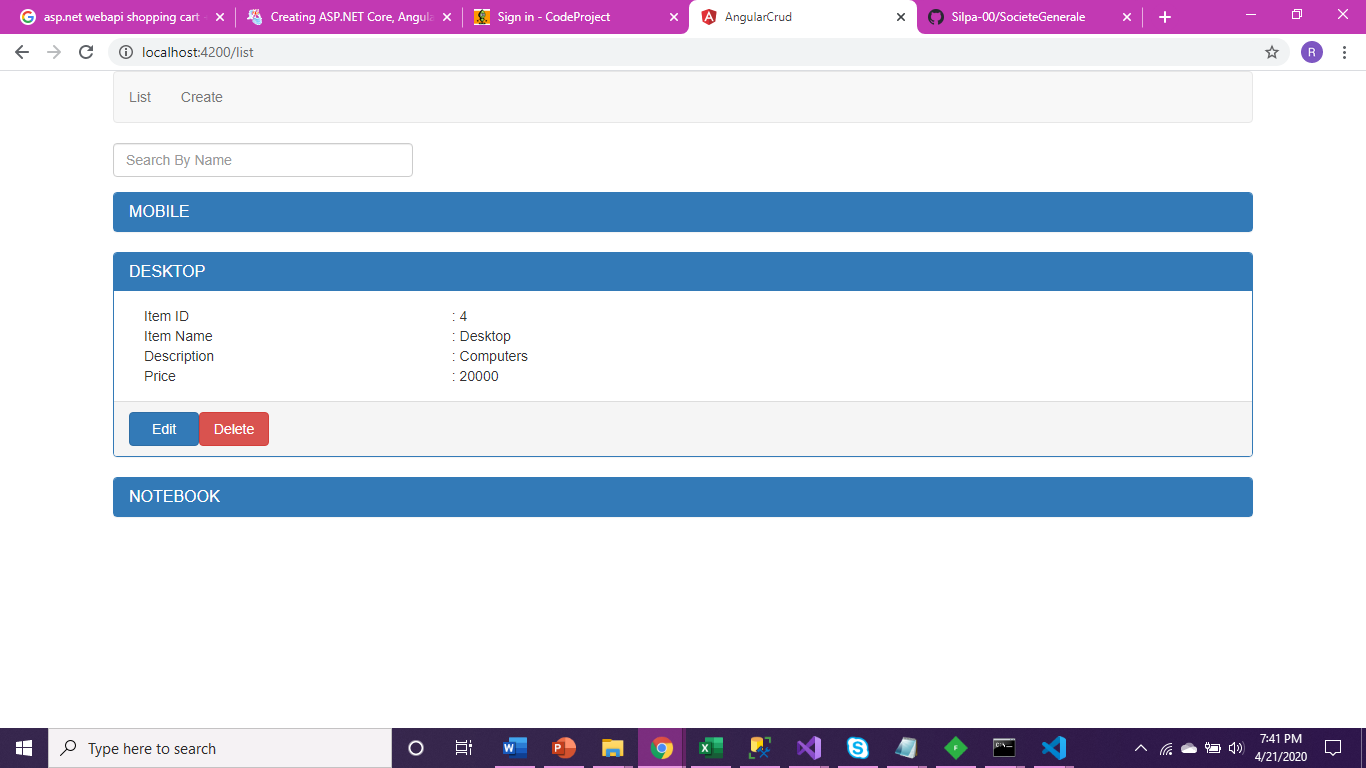 asp.net webapi shopping cart
Creating ASP.NET Core, Angula
Sign in - CodeProject
AngularCrud
Silpa-00/SocieteGenerale
localhost:4200/list
R
List Create
Search By Name
MOBILE
DESKTOP
Item ID : 4
Item Name : Desktop
Description : Computers
Price : 20000
Edit Delete
NOTEBOOK
Type here to search
7:41 PM
4/21/2020